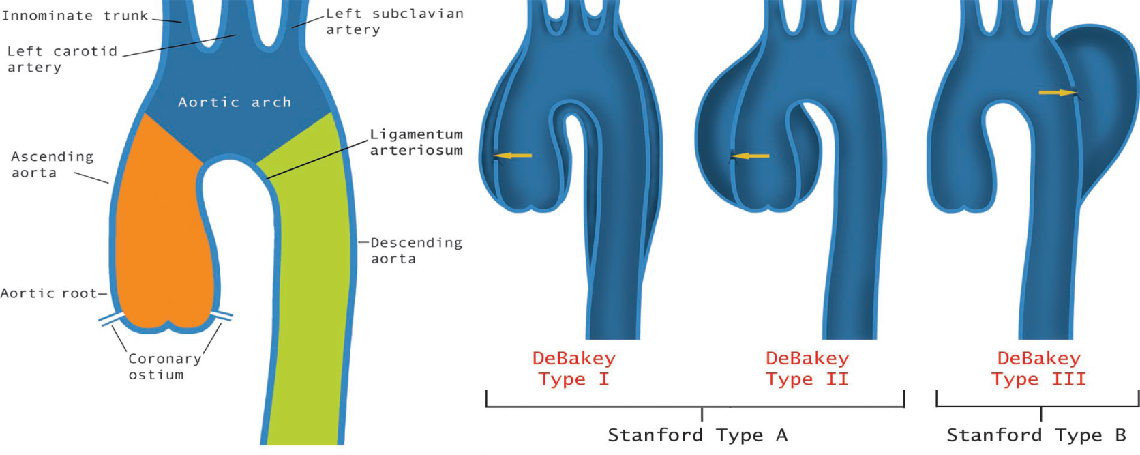 Innominate trunk
Left subclavian
artery
Left carotid
artery
Aortic arch
Ligamentum
arteriosum
Ascending
aorta
Descending
aorta
Aortic root
Coronary
ostium
DeBakey
Type I
DeBakey
Type II
DeBakey
Type III
Stanford Type A
Stanford Type B